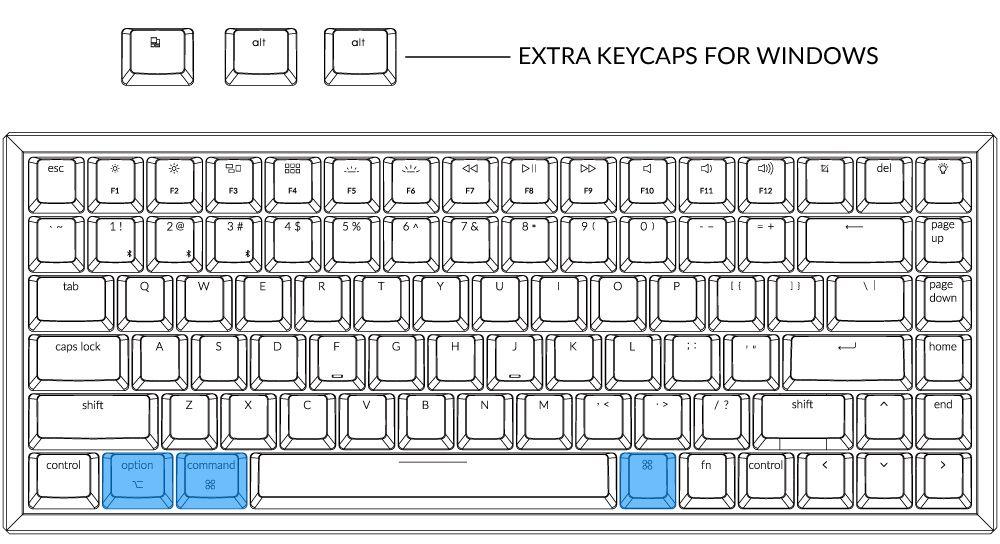 alt alt EXTRA KEYCAPS FOR WINDOWS
esc F1 F2 F3 F4 F5 F6 F7 F8 F9 F10 F11 F12 del
` ~ 1 ! 2 @ 3 # 4 $ 5 % 6 ^ 7 & 8 * 9 ( 0 ) - - = + ← page up
tab Q W E R T Y U I O P [ { ] } \ | page down
caps lock A S D F G H J K L ; : ' " ↵ home
shift Z X C V B N M , < . > / ? shift ^ end
control option ⌥ command ⌘ ⌘ fn control < ⌄ >